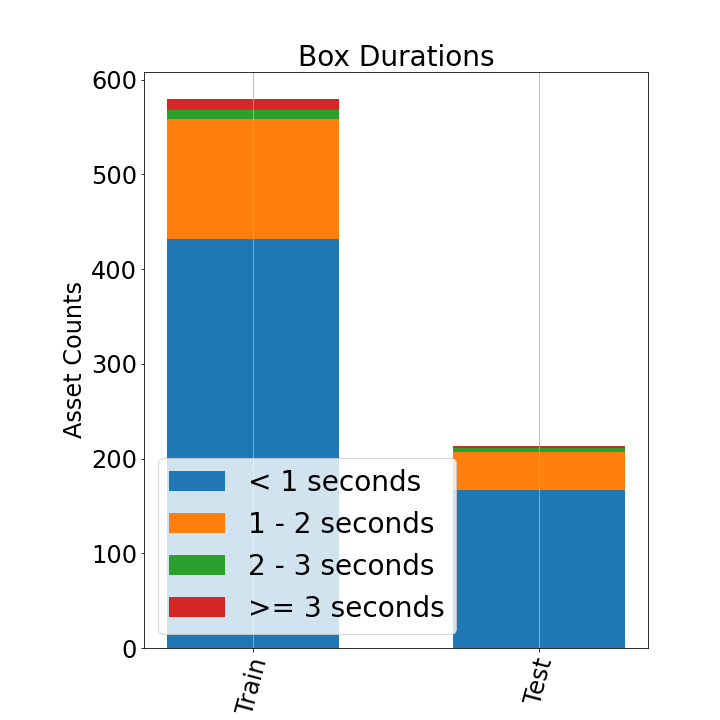 Box Durations
600
500
400
300
200
100
0
Asset Counts
< 1 seconds
1 - 2 seconds
2 - 3 seconds
>= 3 seconds
Train
Test